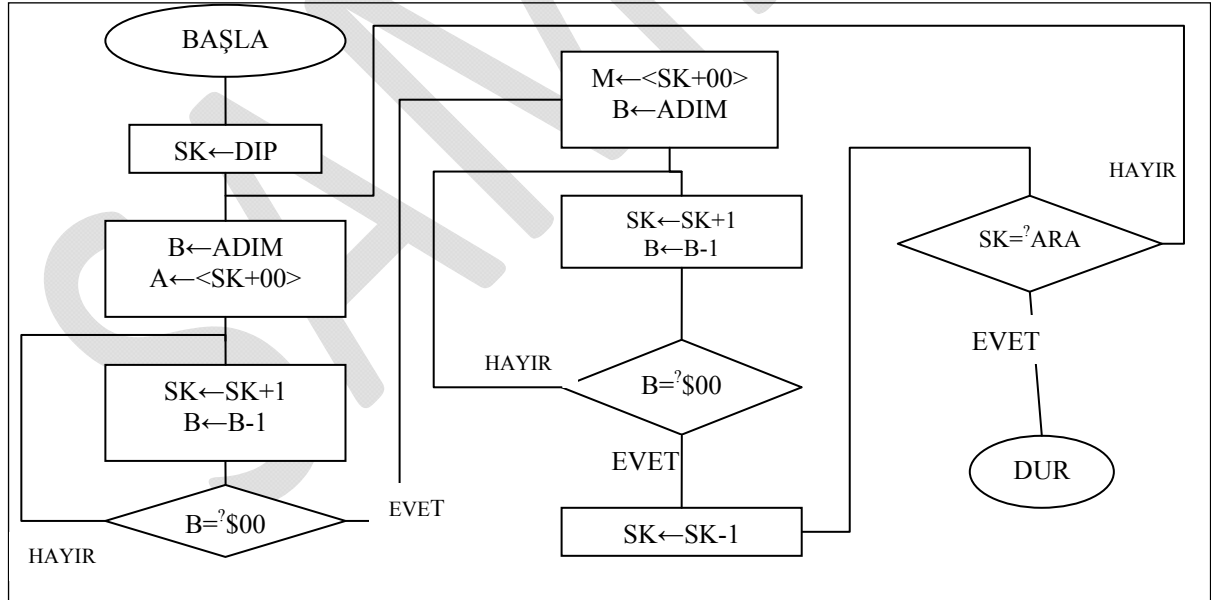 BAŞLA
SK←DIP
B←ADIM
A←<SK+00>
SK←SK+1
B←B-1
B=?$00
HAYIR
EVET
M←<SK+00>
B←ADIM
SK←SK+1
B←B-1
HAYIR
B=?$00
EVET
SK←SK-1
SK=?ARA
HAYIR
EVET
DUR